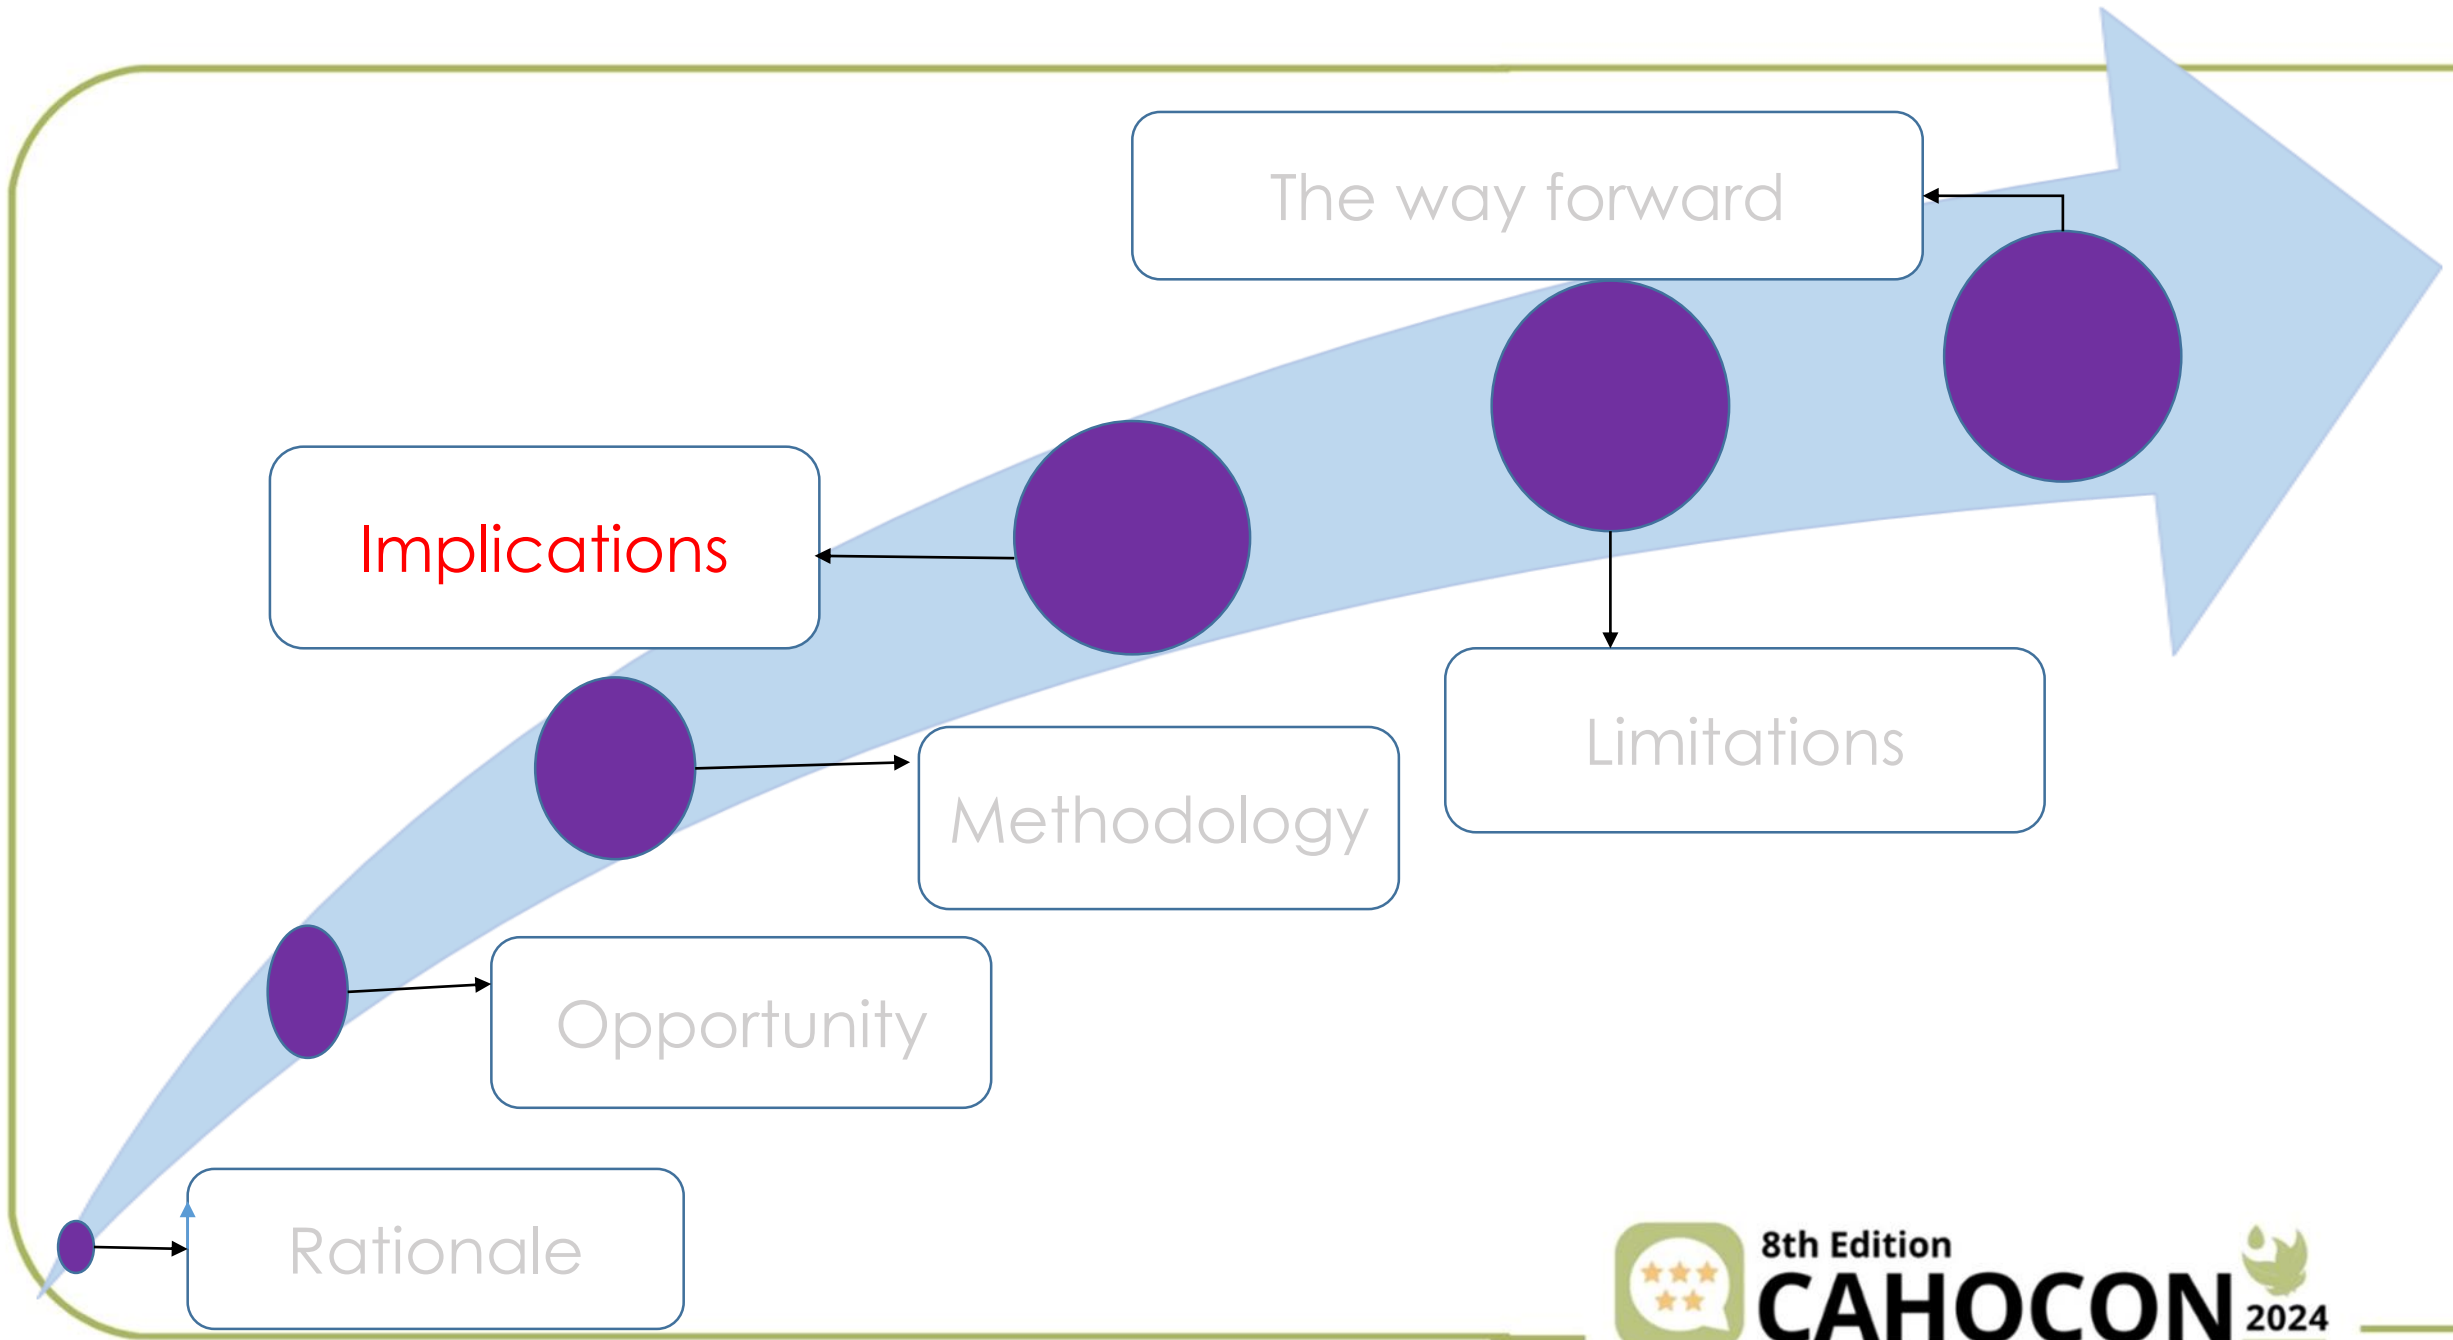 The way forward
Implications
Limitations
Methodology
Opportunity
Rationale
8th Edition
CAHOCON
2024